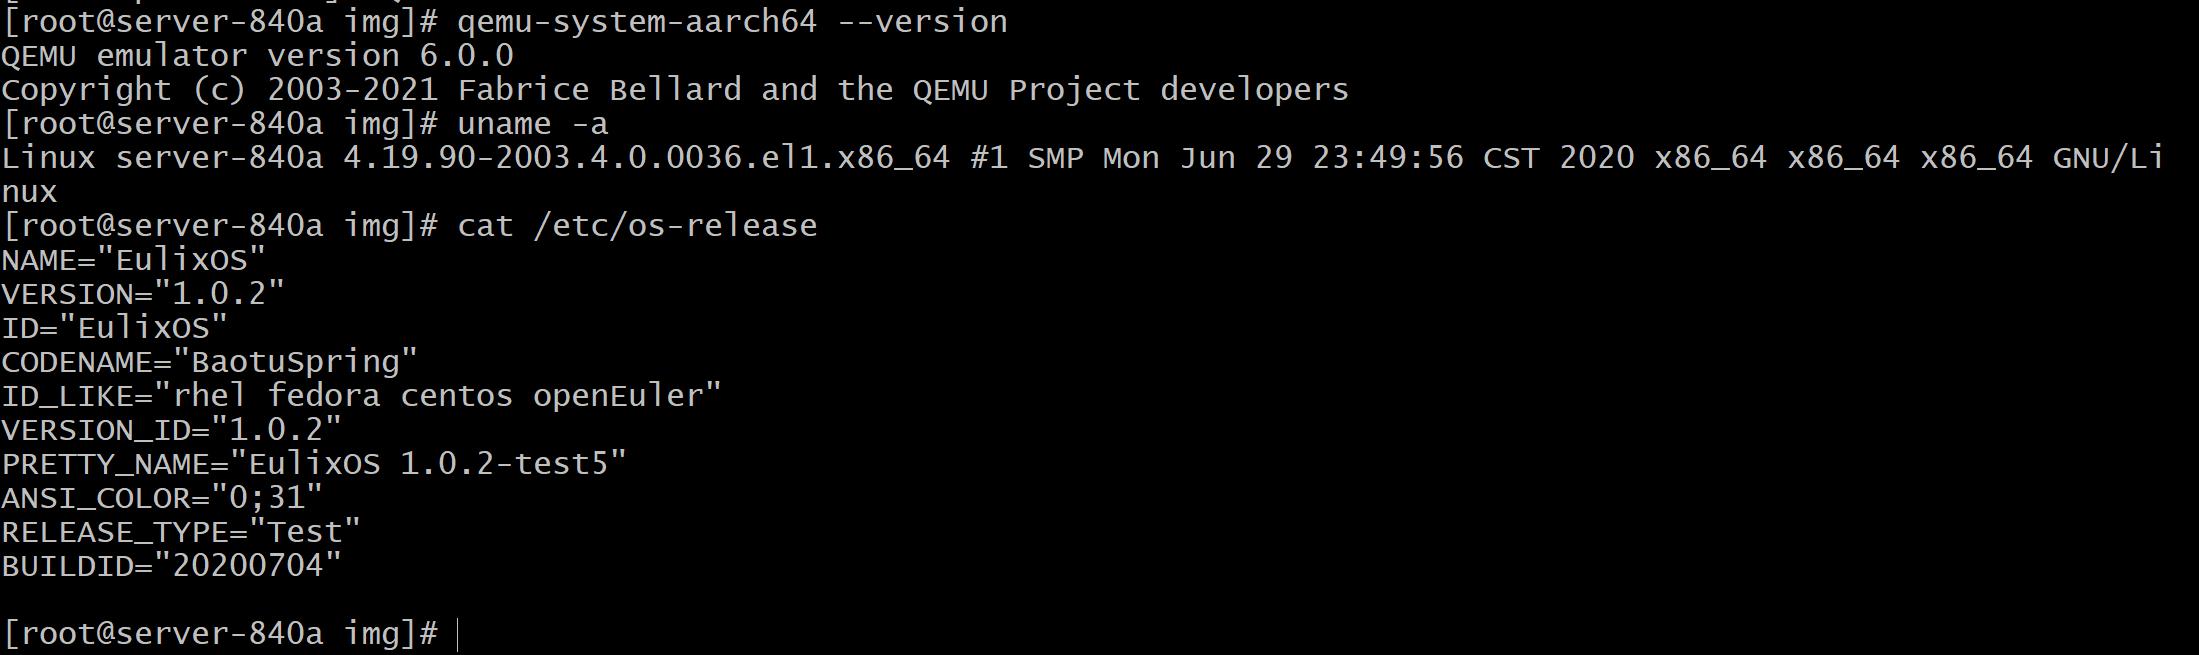 [root@server-840a img]# qemu-system-aarch64 --version
QEMU emulator version 6.0.0
Copyright (c) 2003-2021 Fabrice Bellard and the QEMU Project developers
[root@server-840a img]# uname -a
Linux server-840a 4.19.90-2003.4.0.0036.el1.x86_64 #1 SMP Mon Jun 29 23:49:56 CST 2020 x86_64 x86_64 x86_64 GNU/Li
nux
[root@server-840a img]# cat /etc/os-release
NAME="EulixOS"
VERSION="1.0.2"
ID="EulixOS"
CODENAME="BaotuSpring"
ID_LIKE="rhel fedora centos openEuler"
VERSION_ID="1.0.2"
PRETTY_NAME="EulixOS 1.0.2-test5"
ANSI_COLOR="0;31"
RELEASE_TYPE="Test"
BUILDID="20200704"
[root@server-840a img]#